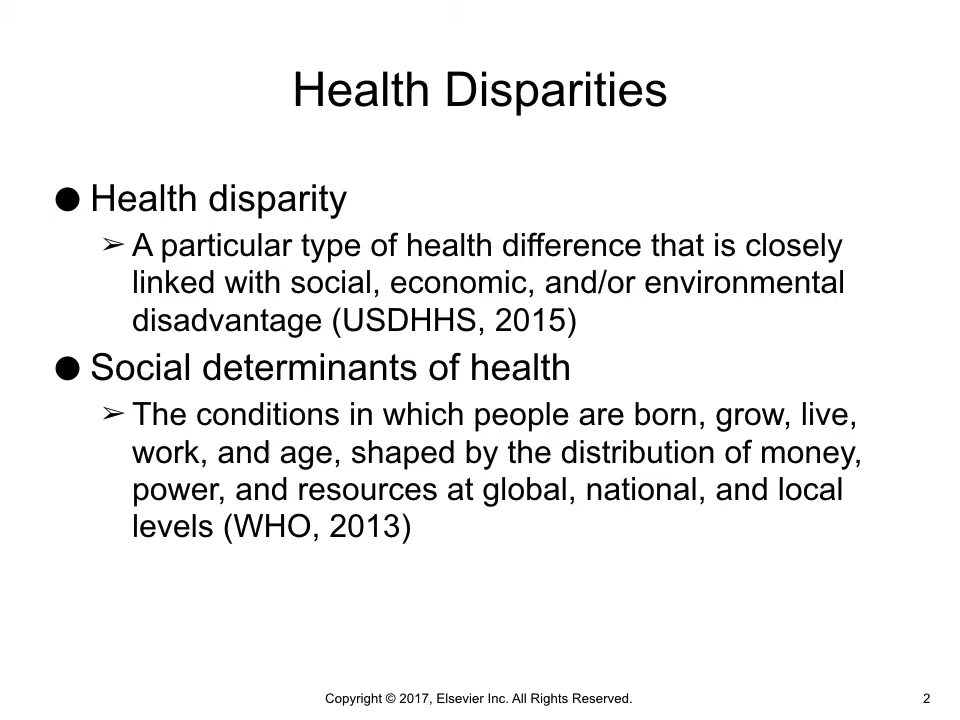 Health Disparities
● Health disparity
➢ A particular type of health difference that is closely
linked with social, economic, and/or environmental
disadvantage (USDHHS, 2015)
● Social determinants of health
➢ The conditions in which people are born, grow, live,
work, and age, shaped by the distribution of money,
power, and resources at global, national, and local
levels (WHO, 2013)
Copyright © 2017, Elsevier Inc. All Rights Reserved. 2